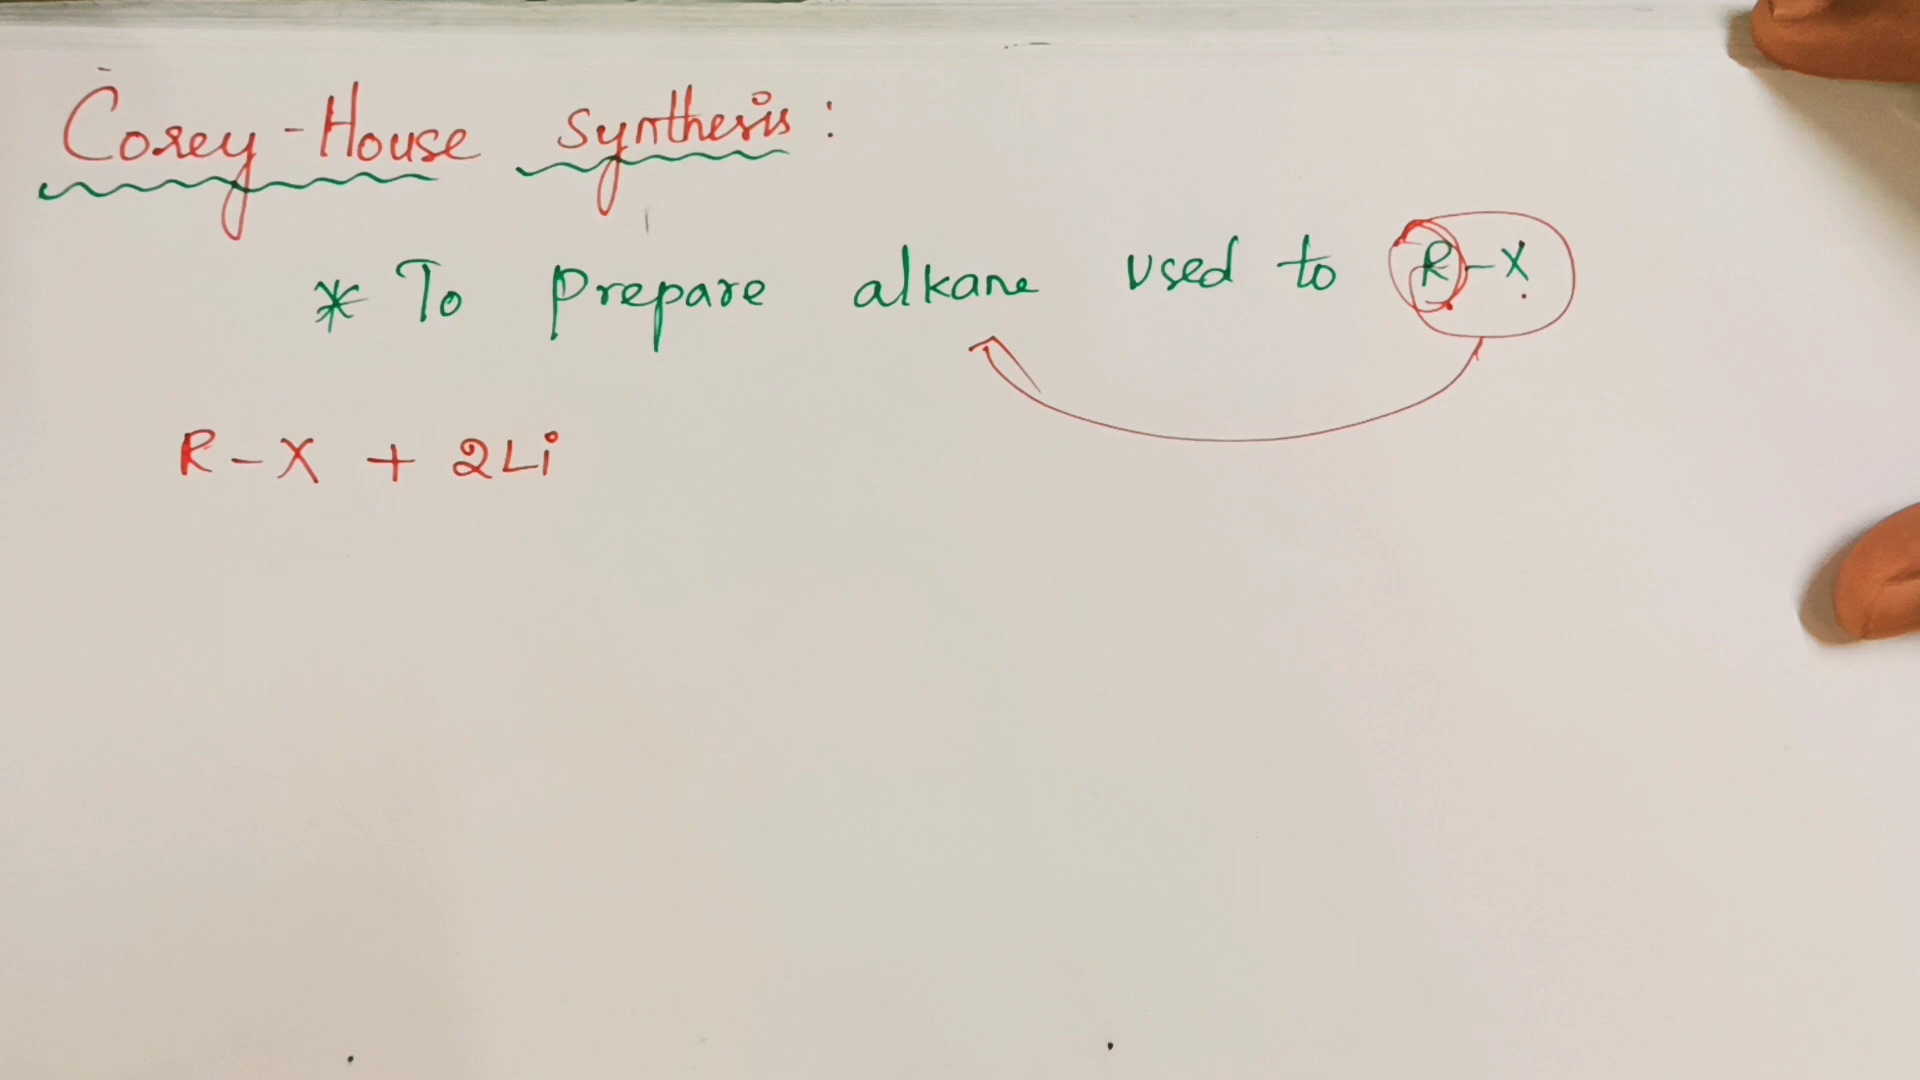 Corey-House synthesis:
* To prepare alkane used to R-X
R-X + 2Li